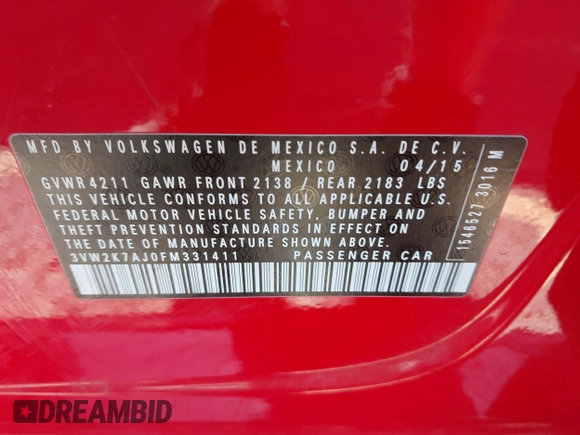 MFD BY VOLKSWAGEN DE MEXICO S.A. DE C.V.
MEXICO 04/15
GVWR 4211 GAWR FRONT 2138 / REAR 2183 LBS
THIS VEHICLE CONFORMS TO ALL APPLICABLE U.S.
FEDERAL MOTOR VEHICLE SAFETY, BUMPER AND
THEFT PREVENTION STANDARDS IN EFFECT ON
THE DATE OF MANUFACTURE SHOWN ABOVE.
3VW2K7AJ0FM331411 PASSENGER CAR
1546527 3016 M
DREAMBID